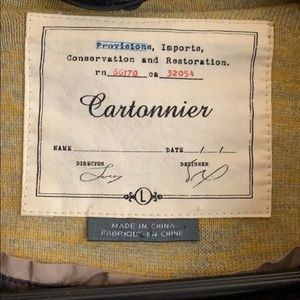 Provisions, Imports,
Conservation and Restoration.
rn 66170 ca 32054
Cartonnier
NAME DATE / /
DIRECTOR DESIGNER
L
MADE IN CHINA
FABRIQUÉ EN CHINE